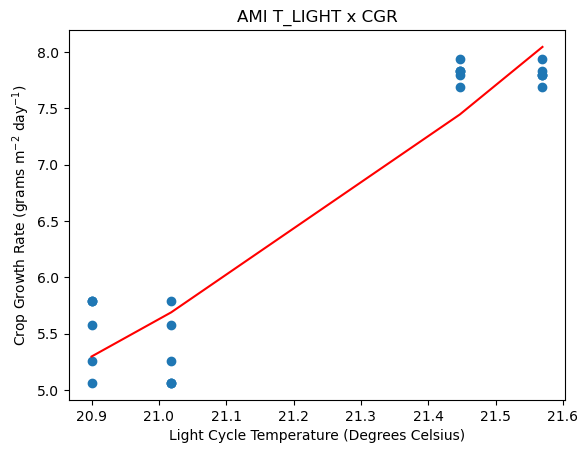 AMI T_LIGHT x CGR
Crop Growth Rate (grams m⁻² day⁻¹)
8.0
7.5
7.0
6.5
6.0
5.5
5.0
20.9 21.0 21.1 21.2 21.3 21.4 21.5 21.6
Light Cycle Temperature (Degrees Celsius)